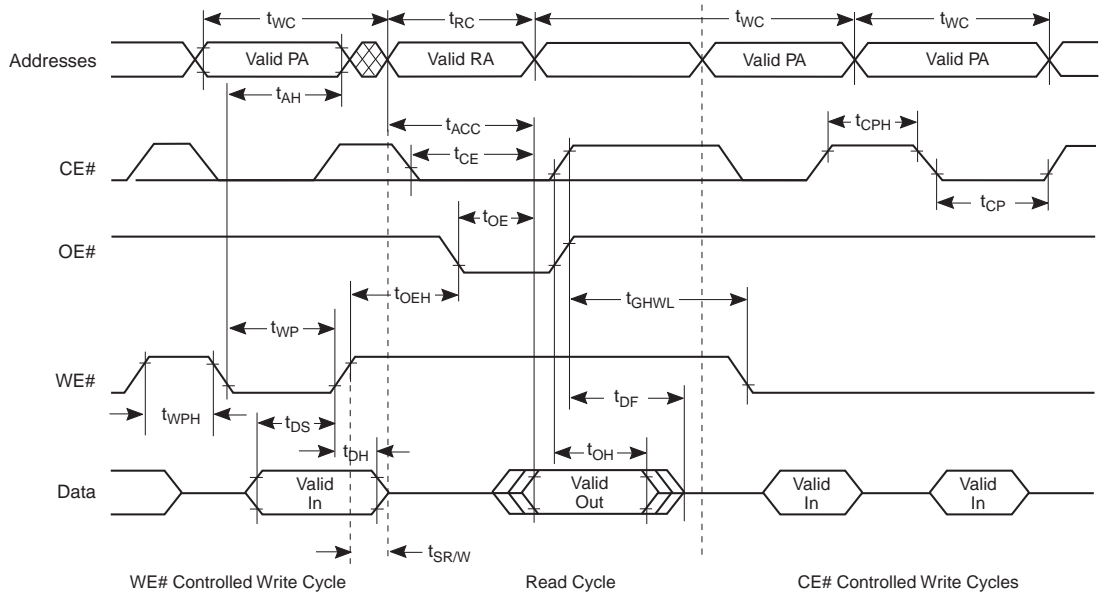 tWC tRC tWC tWC
Addresses Valid PA Valid RA Valid PA Valid PA
tAH
tACC tCPH
CE# tCE
tCP
tOE
OE#
tOEH tGHWL
tWP
WE#
tWPH tDS tDF
tDH tOH
Data Valid In Valid Out Valid In Valid In
tSR/W
WE# Controlled Write Cycle Read Cycle CE# Controlled Write Cycles